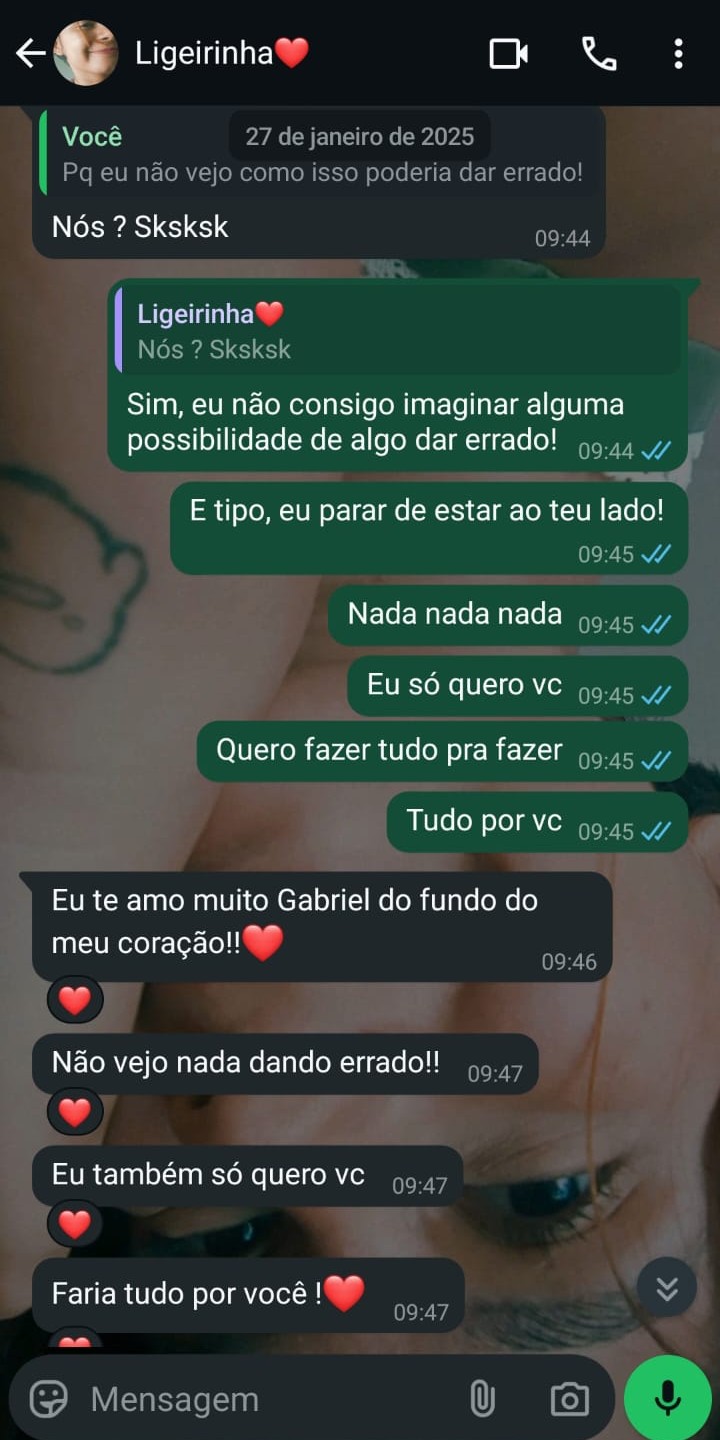 Ligeirinha❤️
27 de janeiro de 2025
Você
Pq eu não vejo como isso poderia dar errado!
Nós ? Sksksk
09:44
Ligeirinha❤️
Nós ? Sksksk
Sim, eu não consigo imaginar alguma
possibilidade de algo dar errado!
09:44
E tipo, eu parar de estar ao teu lado!
09:45
Nada nada nada
09:45
Eu só quero vc
09:45
Quero fazer tudo pra fazer
09:45
Tudo por vc
09:45
Eu te amo muito Gabriel do fundo do
meu coração!!❤️
09:46
Não vejo nada dando errado!!
09:47
Eu também só quero vc
09:47
Faria tudo por você !❤️
09:47
Mensagem